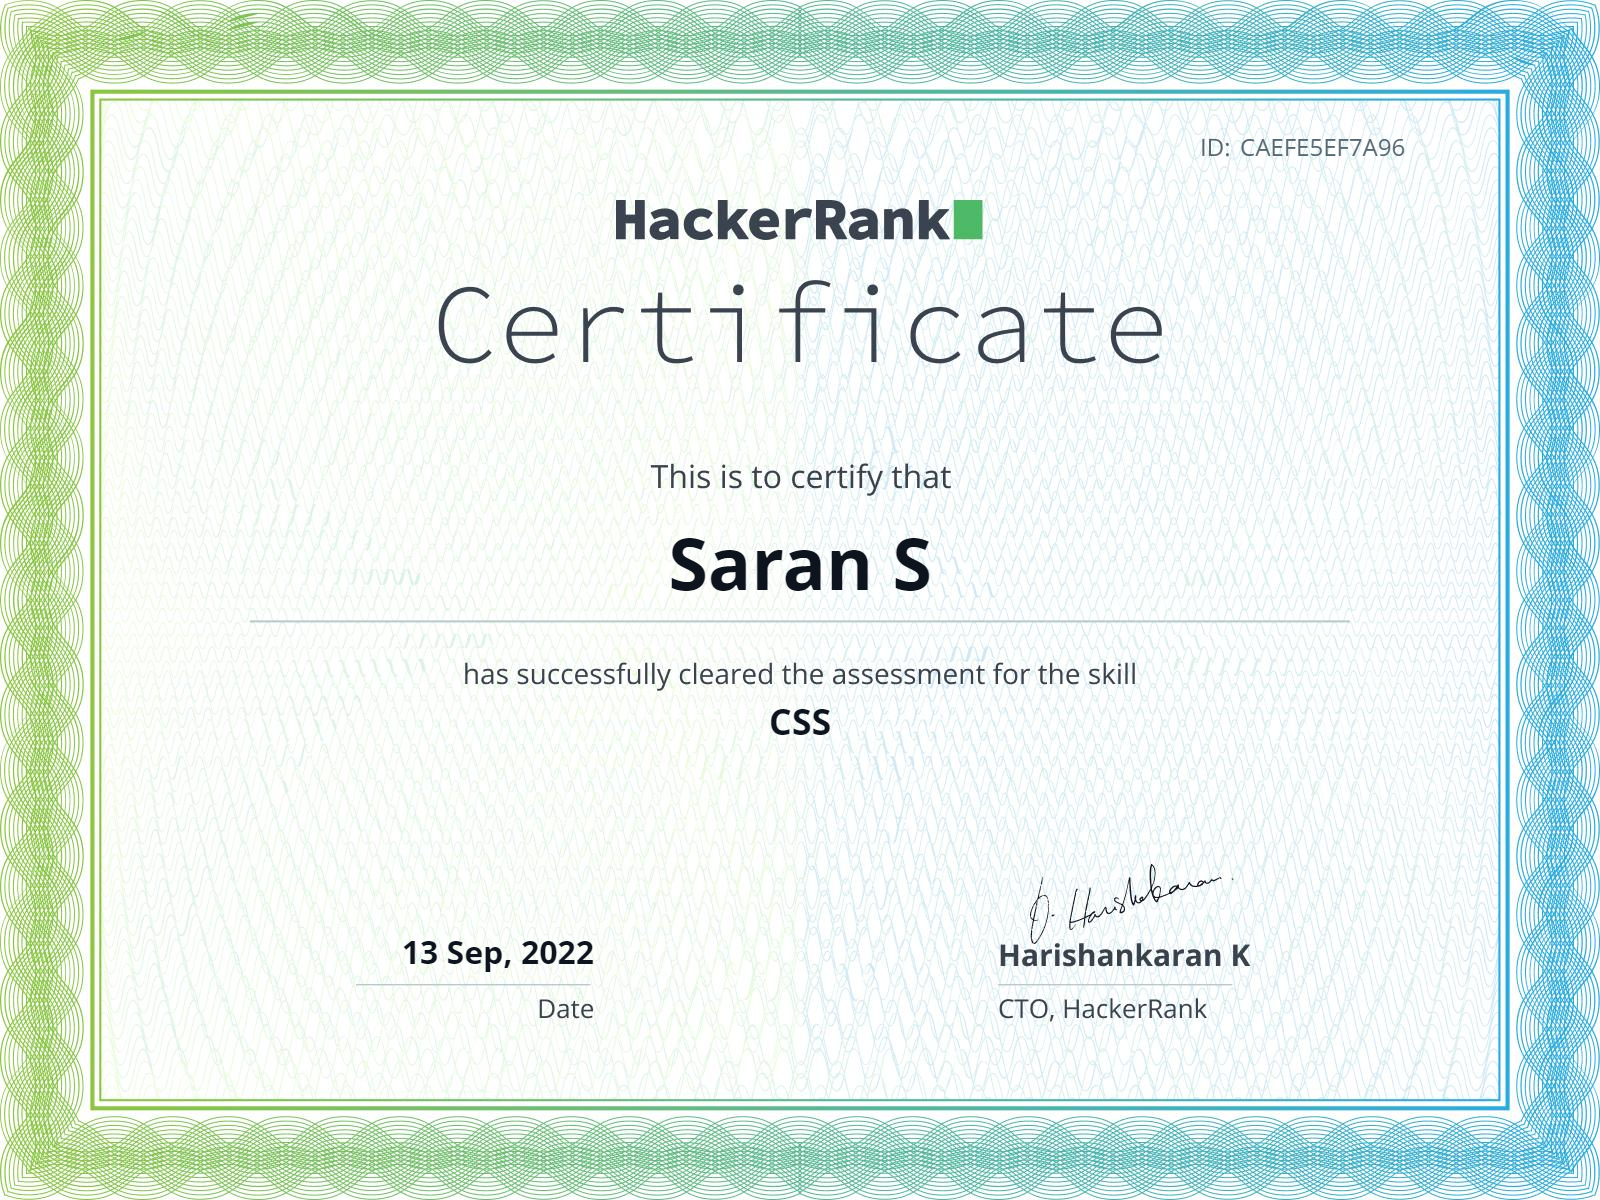 ID: CAEFE5EF7A96
HackerRank
Certificate
This is to certify that
Saran S
has successfully cleared the assessment for the skill
CSS
13 Sep, 2022
Date
Harishankaran
Harishankaran K
CTO, HackerRank